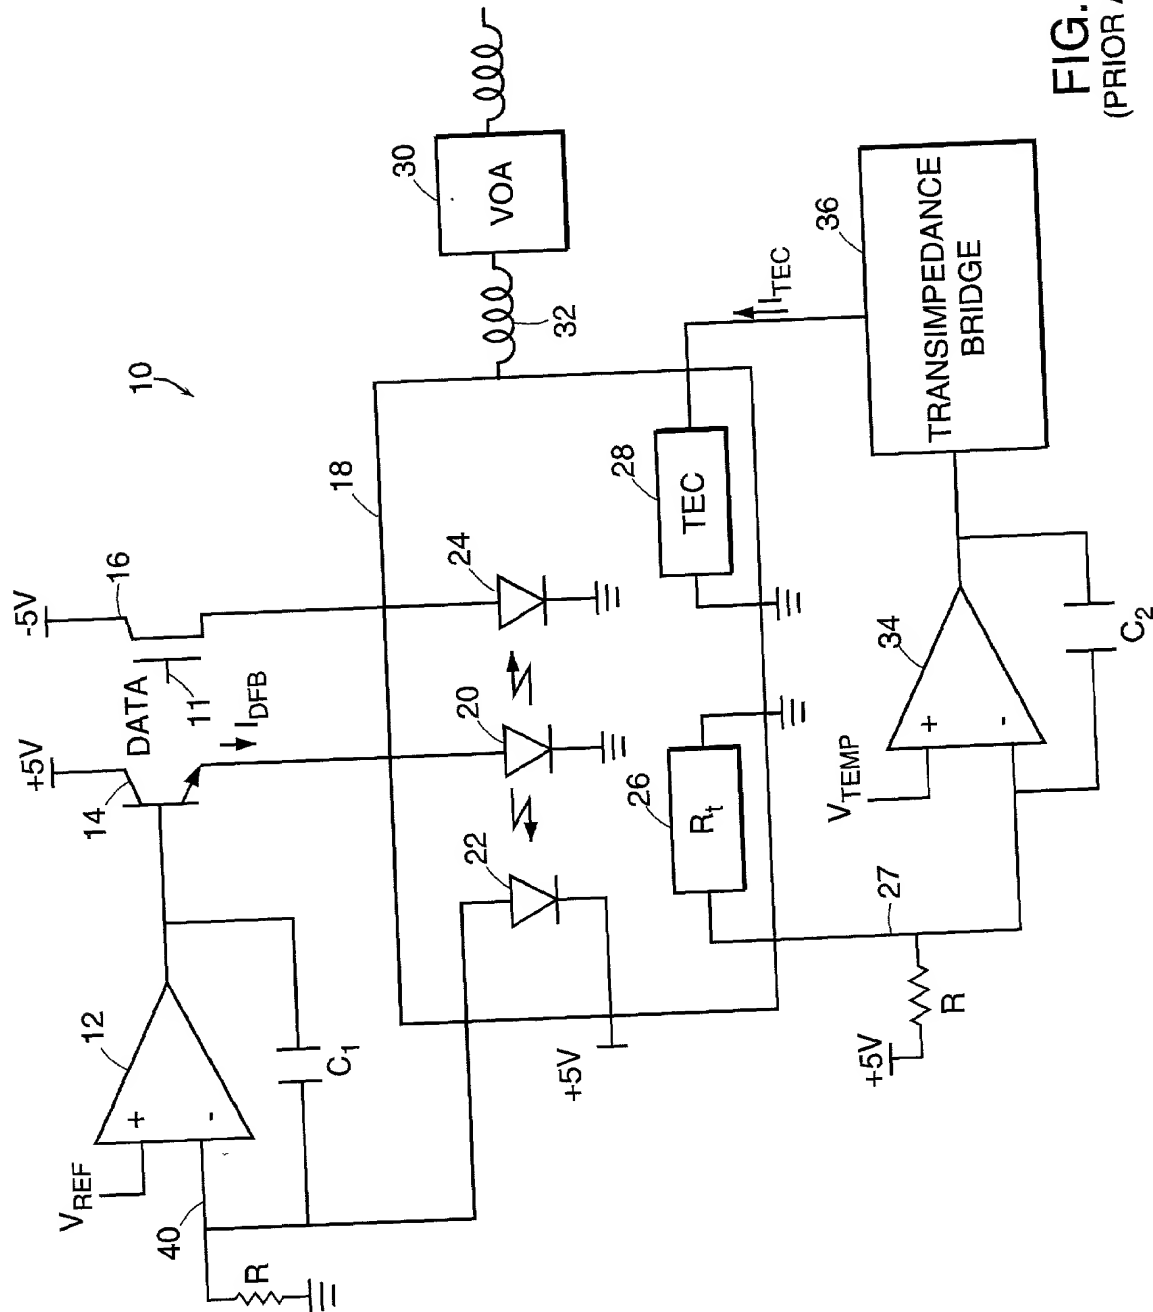 10
+5V
-5V
14
DATA
16
11
I_DFB
12
V_REF
+
-
40
R
C_1
18
22
20
24
+5V
26
R_t
28
TEC
32
30
VOA
27
+5V
R
V_TEMP
+
-
34
C_2
I_TEC
36
TRANSIMPEDANCE
BRIDGE
FIG.
(PRIOR